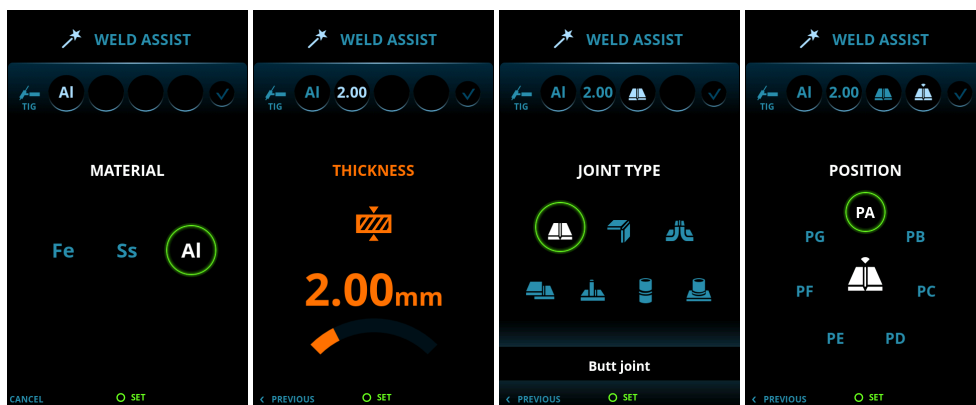 WELD ASSIST
TIG
Al
MATERIAL
Fe Ss Al
CANCEL SET
WELD ASSIST
TIG
Al 2.00
THICKNESS
2.00mm
PREVIOUS SET
WELD ASSIST
TIG
Al 2.00
JOINT TYPE
Butt joint
PREVIOUS SET
WELD ASSIST
TIG
Al 2.00
POSITION
PA
PG PB
PF PC
PE PD
PREVIOUS SET